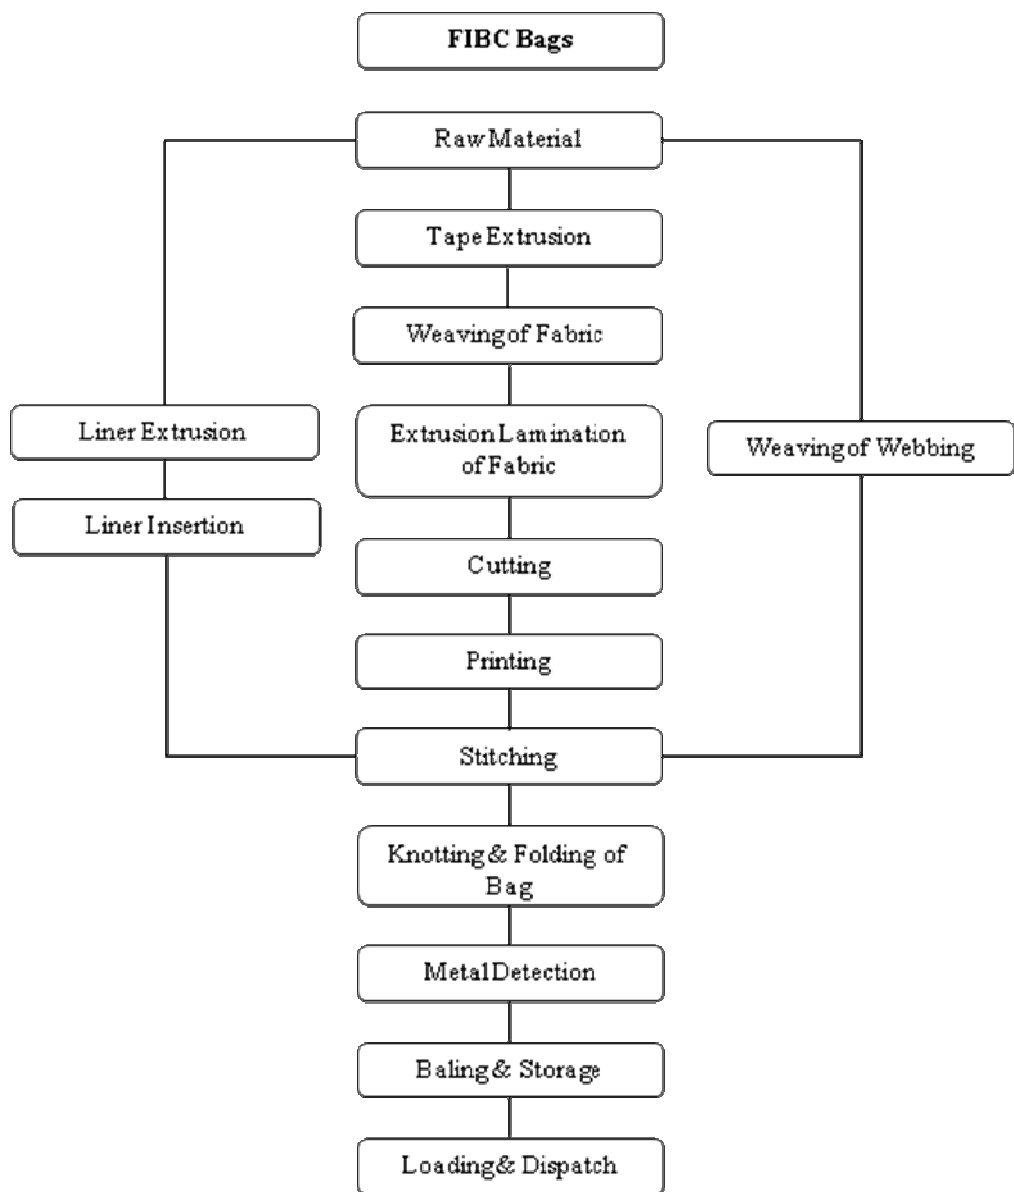 FIBC Bags
Raw Material
Tape Extrusion
Weaving of Fabric
Liner Extrusion
Extrusion Lamination
of Fabric
Weaving of Webbing
Liner Insertion
Cutting
Printing
Stitching
Knotting & Folding of
Bag
Metal Detection
Baling & Storage
Loading & Dispatch